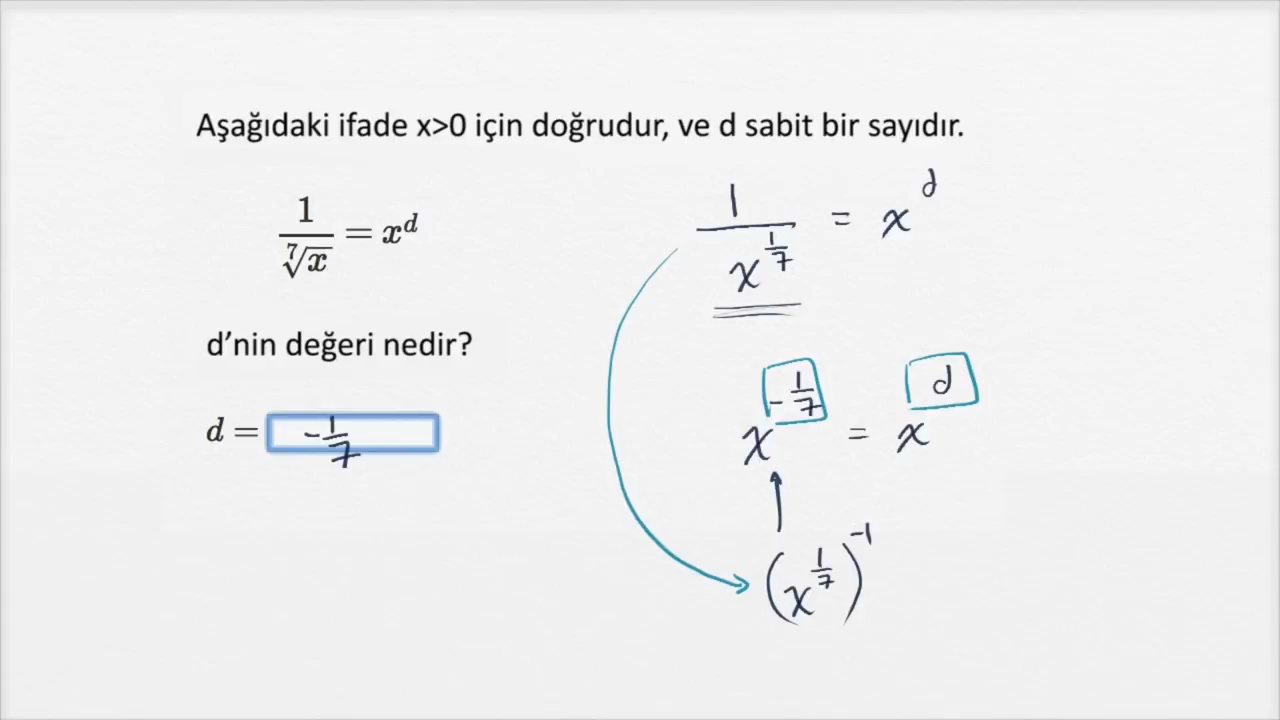 Aşağıdaki ifade x>0 için doğrudur, ve d sabit bir sayıdır.
1/⁷√x = x^d
d'nin değeri nedir?
d = -1/7
1/x^(1/7) = x^d
x^(-1/7) = x^d
(x^(1/7))^-1